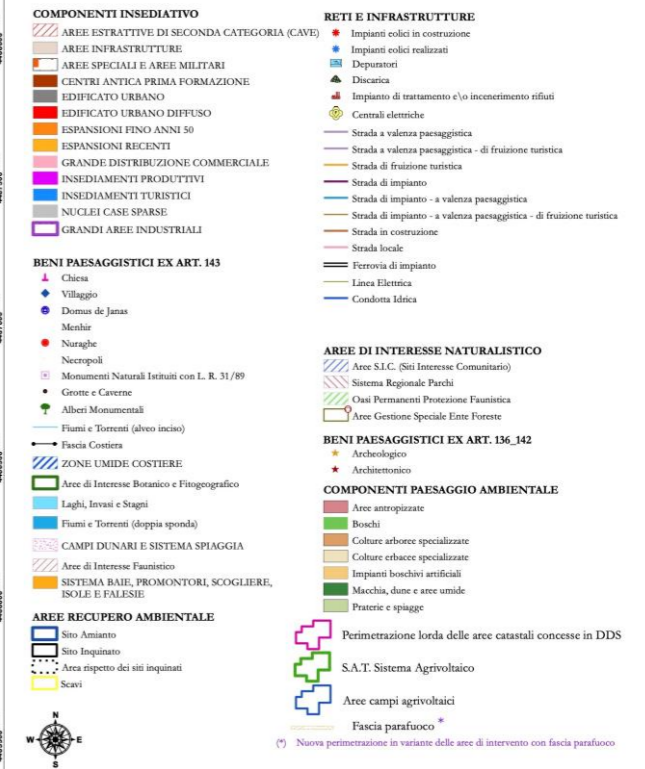 COMPONENTI INSEDIATIVO
AREE ESTRATTIVE DI SECONDA CATEGORIA (CAVE)
AREE INFRASTRUTTURE
AREE SPECIALI E AREE MILITARI
CENTRI ANTICA PRIMA FORMAZIONE
EDIFICATO URBANO
EDIFICATO URBANO DIFFUSO
ESPANSIONI FINO ANNI 50
ESPANSIONI RECENTI
GRANDE DISTRIBUZIONE COMMERCIALE
INSEDIAMENTI PRODUTTIVI
INSEDIAMENTI TURISTICI
NUCLEI CASE SPARSE
GRANDI AREE INDUSTRIALI
BENI PAESAGGISTICI EX ART. 143
Chiesa
Villaggio
Domus de Janas
Menhir
Nuraghe
Necropoli
Monumenti Naturali Istituiti con L. R. 31/89
Grotte e Caverne
Alberi Monumentali
Fiumi e Torrenti (alveo inciso)
Fascia Costiera
ZONE UMIDE COSTIERE
Aree di Interesse Botanico e Fitogeografico
Laghi, Invasi e Stagni
Fiumi e Torrenti (doppia sponda)
CAMPI DUNARI E SISTEMA SPIAGGIA
Aree di Interesse Faunistico
SISTEMA BAIE, PROMONTORI, SCOGLIERE,
ISOLE E FALESIE
AREE RECUPERO AMBIENTALE
Sito Amianto
Sito Inquinato
Area rispetto dei siti inquinati
Scavi
N
W E
S
RETI E INFRASTRUTTURE
Impianti eolici in costruzione
Impianti eolici realizzati
Depuratori
Discarica
Impianto di trattamento e\o incenerimento rifiuti
Centrali elettriche
Strada a valenza paesaggistica
Strada a valenza paesaggistica - di fruizione turistica
Strada di fruizione turistica
Strada di impianto
Strada di impianto - a valenza paesaggistica
Strada di impianto - a valenza paesaggistica - di fruizione turistica
Strada in costruzione
Strada locale
Ferrovia di impianto
Linea Elettrica
Condotta Idrica
AREE DI INTERESSE NATURALISTICO
Aree S.I.C. (Siti Interesse Comunitario)
Sistema Regionale Parchi
Oasi Permanenti Protezione Faunistica
Aree Gestione Speciale Ente Foreste
BENI PAESAGGISTICI EX ART. 136_142
Archeologico
Architettonico
COMPONENTI PAESAGGIO AMBIENTALE
Aree antropizzate
Boschi
Colture arboree specializzate
Colture erbacee specializzate
Impianti boschivi artificiali
Macchia, dune e aree umide
Praterie e spiagge
Perimetrazione lorda delle aree catastali concesse in DDS
S.A.T. Sistema Agrivoltaico
Aree campi agrivoltaici
Fascia parafuoco *
(*) Nuova perimetrazione in variante delle aree di intervento con fascia parafuoco